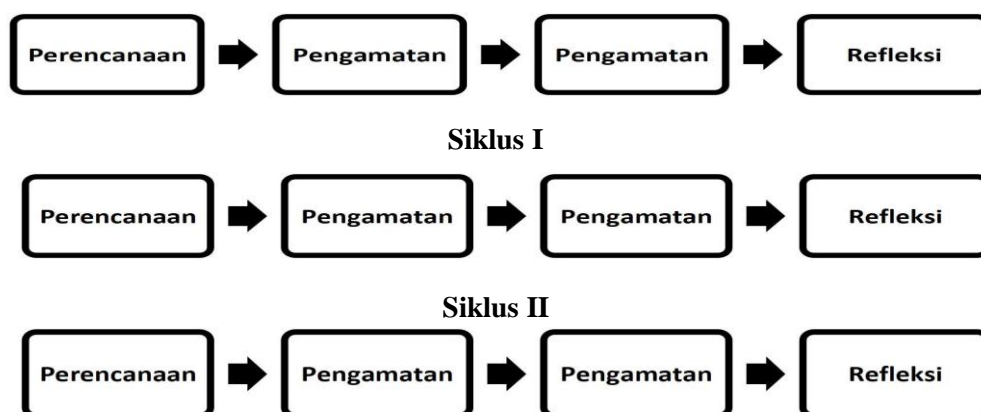 Perencanaan Pengamatan Pengamatan Refleksi
Siklus I
Perencanaan Pengamatan Pengamatan Refleksi
Siklus II
Perencanaan Pengamatan Pengamatan Refleksi